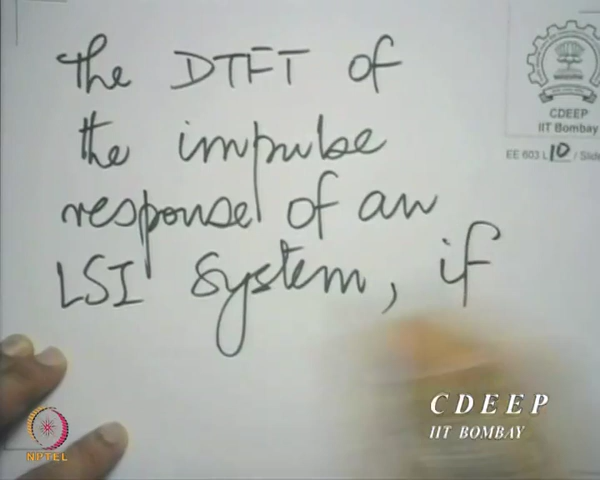 the DTFT of
the impulse
response of an
LSI system, if
CDEEP
IIT Bombay
EE 603 L 10 / Slide
CDEEP
IIT BOMBAY
NPTEL